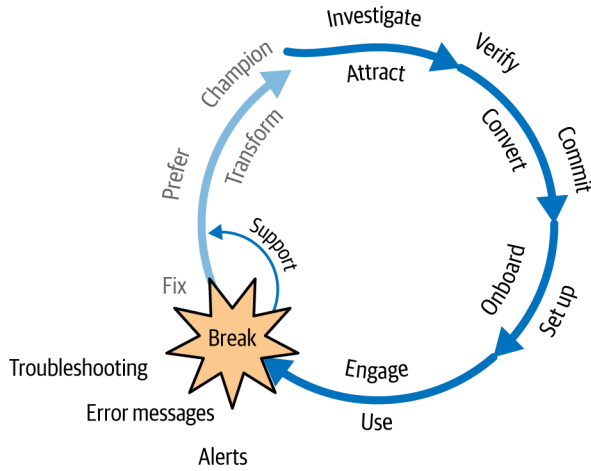 Investigate
Attract
Verify
Convert
Commit
Onboard
Set up
Engage
Use
Break
Troubleshooting
Error messages
Alerts
Fix
Support
Prefer
Transform
Champion